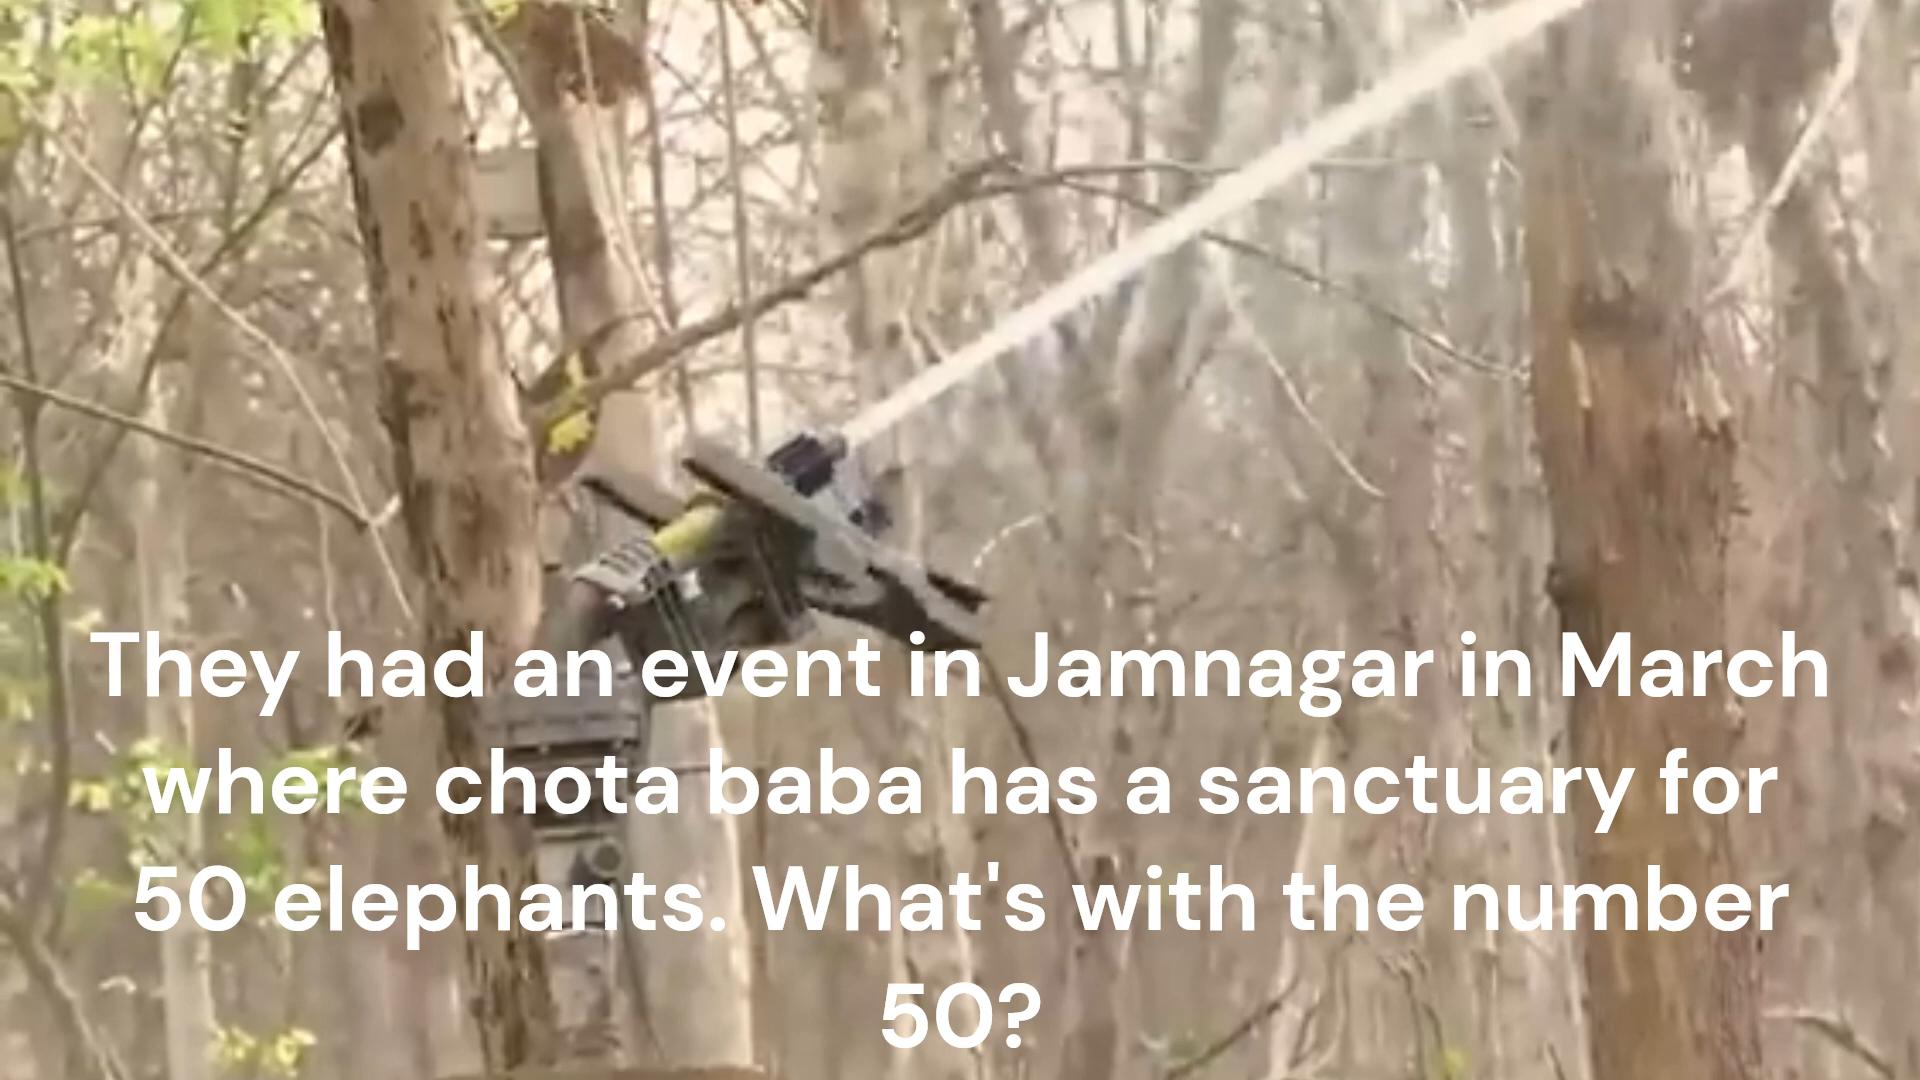 They had an event in Jamnagar in March
where chota baba has a sanctuary for
50 elephants. What's with the number
50?